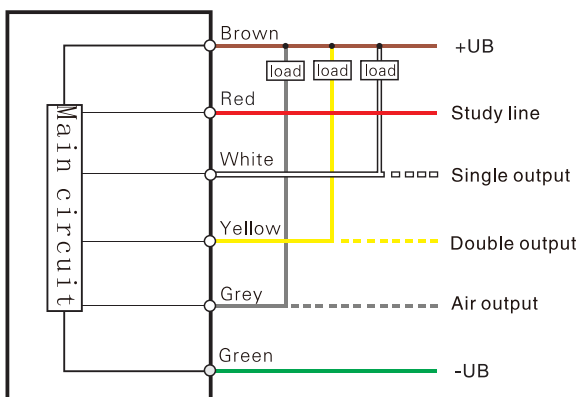 Brown
+UB
load load load
Red
Study line
Main circuit
White
Single output
Yellow
Double output
Grey
Air output
Green
-UB